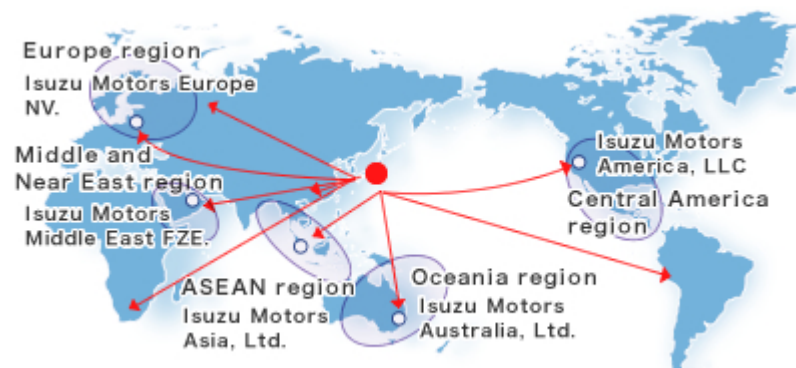 Europe region
Isuzu Motors Europe
NV.
Middle and
Near East region
Isuzu Motors
Middle East FZE.
ASEAN region
Isuzu Motors
Asia, Ltd.
Oceania region
Isuzu Motors
Australia, Ltd.
Isuzu Motors
America, LLC
Central America
region